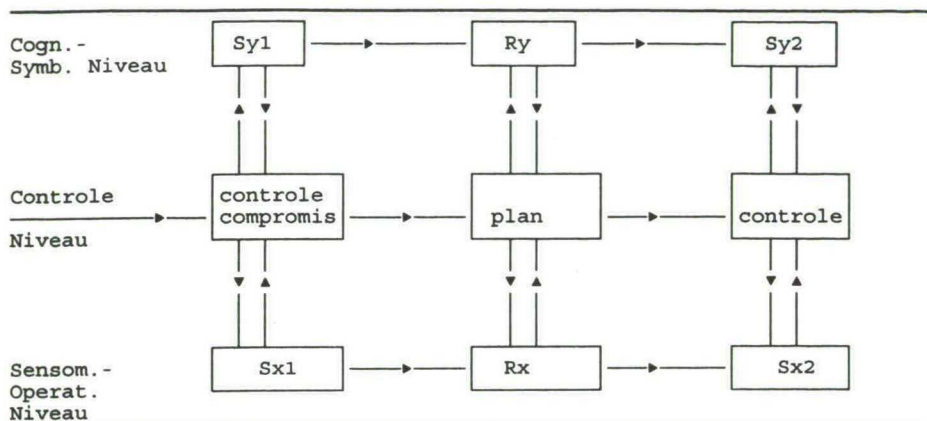 Cogn.-
Symb. Niveau
Sy1
Ry
Sy2
Controle
Niveau
controle
compromis
plan
controle
Sensom.-
Operat.
Niveau
Sx1
Rx
Sx2